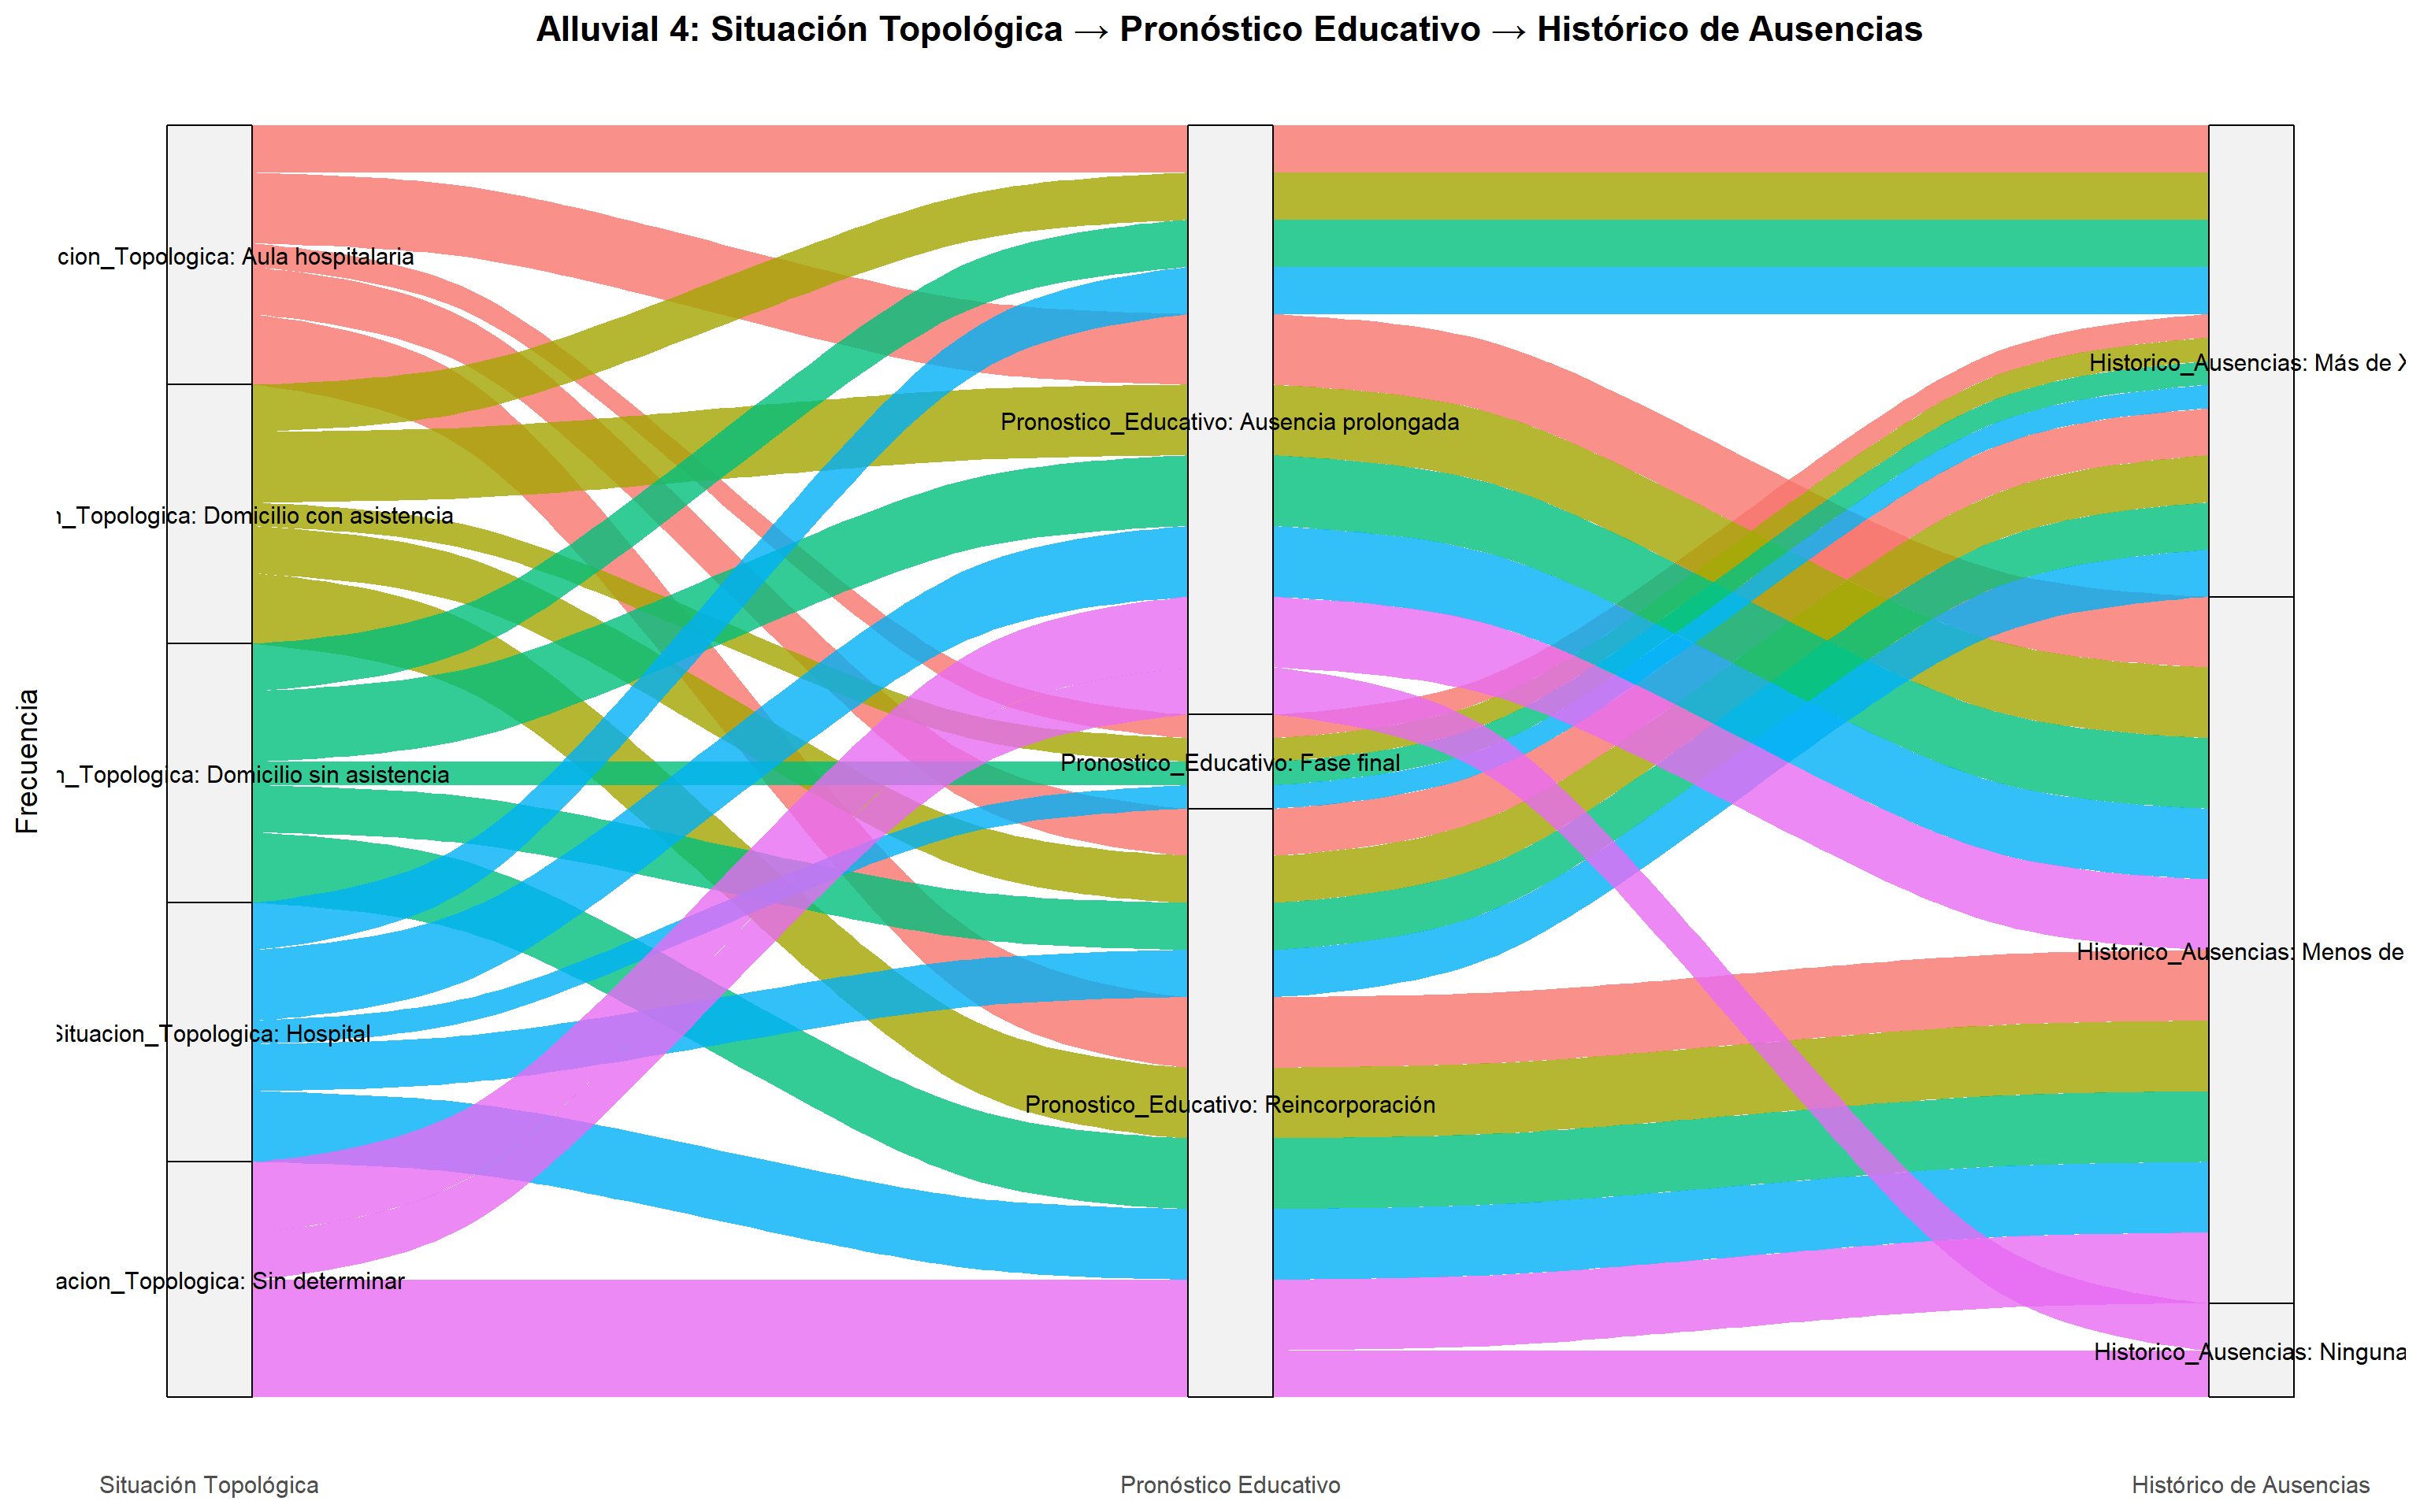 Alluvial 4: Situación Topológica → Pronóstico Educativo → Histórico de Ausencias
cion_Topologica: Aula hospitalaria
Historico_Ausencias: Más de X
Pronostico_Educativo: Ausencia prolongada
n_Topologica: Domicilio con asistencia
Frecuencia
Pronostico_Educativo: Fase final
n_Topologica: Domicilio sin asistencia
Historico_Ausencias: Menos de
Situacion_Topologica: Hospital
Pronostico_Educativo: Reincorporación
acion_Topologica: Sin determinar
Historico_Ausencias: Ninguna
Situación Topológica
Pronóstico Educativo
Histórico de Ausencias